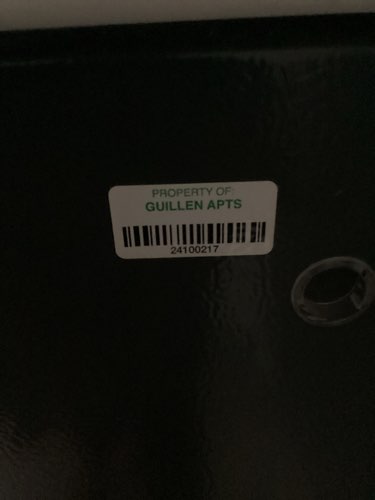 PROPERTY OF:
GUILLEN APTS
24100217